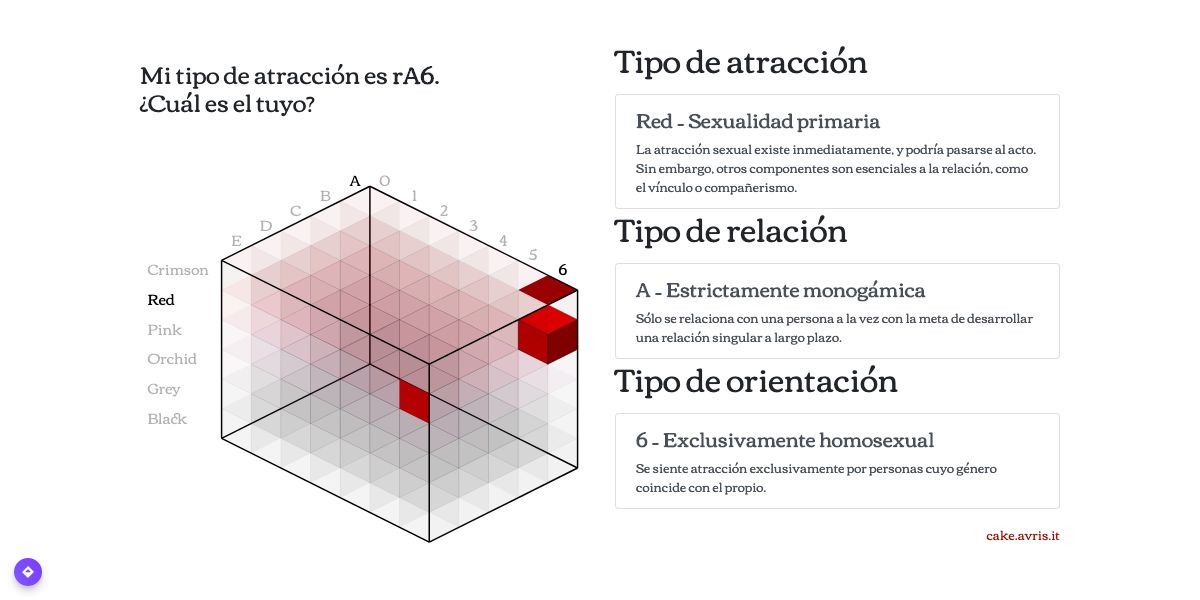 Mi tipo de atracción es rA6.
¿Cuál es el tuyo?
A
B
C
D
E
0
1
2
3
4
5
6
Crimson
Red
Pink
Orchid
Grey
Black
Tipo de atracción
Red - Sexualidad primaria
La atracción sexual existe inmediatamente, y podría pasarse al acto.
Sin embargo, otros componentes son esenciales a la relación, como
el vínculo o compañerismo.
Tipo de relación
A - Estrictamente monogámica
Sólo se relaciona con una persona a la vez con la meta de desarrollar
una relación singular a largo plazo.
Tipo de orientación
6 - Exclusivamente homosexual
Se siente atracción exclusivamente por personas cuyo género
coincide con el propio.
cake.avris.it